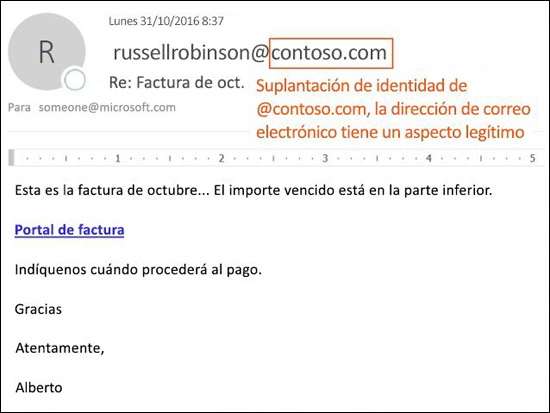 Lunes 31/10/2016 8:37
R
russellrobinson@contoso.com
Re: Factura de oct.
Suplantación de identidad de
@contoso.com, la dirección de correo
electrónico tiene un aspecto legítimo
Para someone@microsoft.com
1 2 3 4 5
Esta es la factura de octubre... El importe vencido está en la parte inferior.
Portal de factura
Indíquenos cuándo procederá al pago.
Gracias
Atentamente,
Alberto